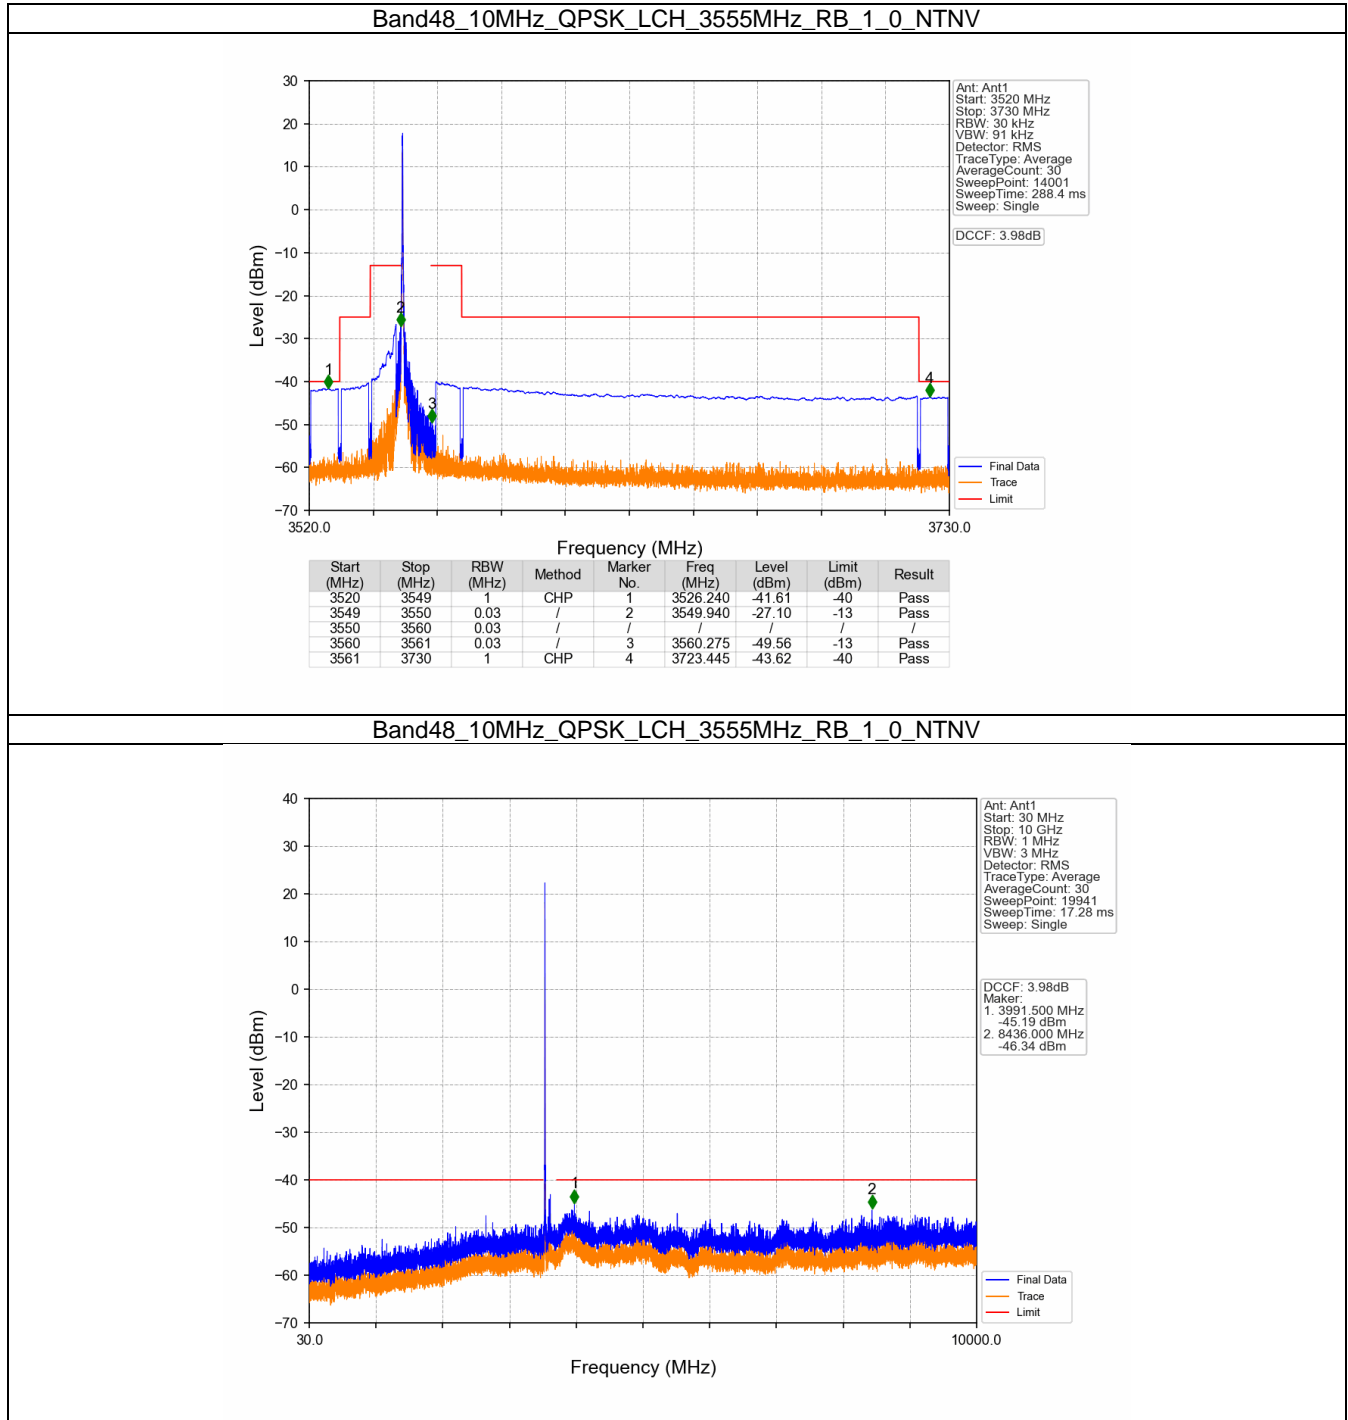 Band48_10MHz_QPSK_LCH_3555MHz_RB_1_0_NTNV
30
20
10
0
−10
−20
−30
−40
−50
−60
−70
Level (dBm)
1
2
3
4
3520.0
3730.0
Frequency (MHz)
Ant: Ant1
Start: 3520 MHz
Stop: 3730 MHz
RBW: 30 kHz
VBW: 91 kHz
Detector: RMS
TraceType: Average
AverageCount: 30
SweepPoint: 14001
SweepTime: 288.4 ms
Sweep: Single
DCCF: 3.98dB
Final Data
Trace
Limit
Start (MHz) Stop (MHz) RBW (MHz) Method Marker No. Freq (MHz) Level (dBm) Limit (dBm) Result
3520 3549 1 CHP 1 3526.240 -41.61 -40 Pass
3549 3550 0.03 / 2 3549.940 -27.10 -13 Pass
3550 3560 0.03 / / / / / /
3560 3561 0.03 / 3 3560.275 -49.56 -13 Pass
3561 3730 1 CHP 4 3723.445 -43.62 -40 Pass
Band48_10MHz_QPSK_LCH_3555MHz_RB_1_0_NTNV
40
30
20
10
0
−10
−20
−30
−40
−50
−60
−70
Level (dBm)
1
2
30.0
10000.0
Frequency (MHz)
Ant: Ant1
Start: 30 MHz
Stop: 10 GHz
RBW: 1 MHz
VBW: 3 MHz
Detector: RMS
TraceType: Average
AverageCount: 30
SweepPoint: 19941
SweepTime: 17.28 ms
Sweep: Single
DCCF: 3.98dB
Maker:
1. 3991.500 MHz
-45.19 dBm
2. 8436.000 MHz
-46.34 dBm
Final Data
Trace
Limit